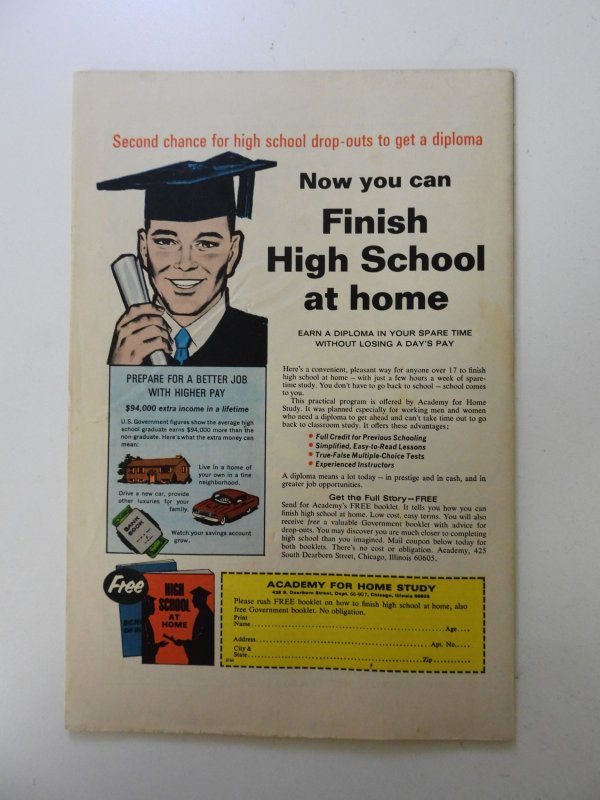 Second chance for high school drop-outs to get a diploma
Now you can
Finish
High School
at home
EARN A DIPLOMA IN YOUR SPARE TIME
WITHOUT LOSING A DAY'S PAY
PREPARE FOR A BETTER JOB
WITH HIGHER PAY
$94,000 extra income in a lifetime
U.S. Government figures show the average high
school graduate earns $94,000 more than the
non-graduate. Here's what the extra money can
mean:
Live in a home of
your own in a fine
neighborhood.
Drive a new car, provide
other luxuries for your
family.
BANK
BOOK
Watch your savings account
grow.
Here's a convenient, pleasant way for anyone over 17 to finish
high school at home – with just a few hours a week of spare-
time study. You don't have to go back to school – school comes
to you.
This practical program is offered by Academy for Home
Study. It was planned especially for working men and women
who need a diploma to get ahead and can't take time out to go
back to classroom study. It offers these advantages:
• Full Credit for Previous Schooling
• Simplified, Easy-to-Read Lessons
• True-False Multiple-Choice Tests
• Experienced Instructors
A diploma means a lot today – in prestige and in cash, and in
greater job opportunities.
Get the Full Story–FREE
Send for Academy's FREE booklet. It tells you how you can
finish high school at home. Low cost, easy terms. You will also
receive free a valuable Government booklet with advice for
drop-outs. You may discover you are much closer to completing
high school than you imagined. Mail coupon below today for
both booklets. There's no cost or obligation. Academy, 425
South Dearborn Street, Chicago, Illinois 60605.
Free
HIGH
SCHOOL
AT
HOME
ACADEMY FOR HOME STUDY
425 S. Dearborn Street, Dept. Chicago, Illinois 60605
Please rush FREE booklet on how to finish high school at home, also
free Government booklet. No obligation.
Print
Name Age
Address Apt. No.
City &
State Zip